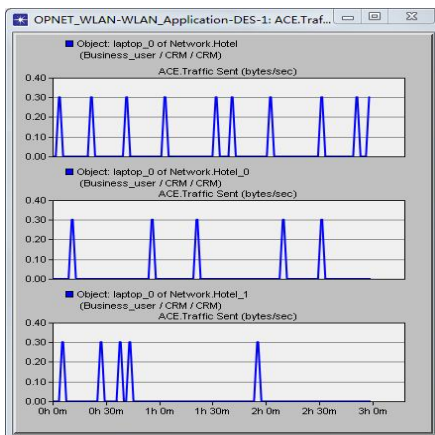 OPNET_WLAN-WLAN_Application-DES-1: ACE.Traf...
Object: laptop_0 of Network.Hotel
(Business_user / CRM / CRM)
ACE.Traffic Sent (bytes/sec)
0.40
0.30
0.20
0.10
0.00
Object: laptop_0 of Network.Hotel_0
(Business_user / CRM / CRM)
ACE.Traffic Sent (bytes/sec)
0.40
0.30
0.20
0.10
0.00
Object: laptop_0 of Network.Hotel_1
(Business_user / CRM / CRM)
ACE.Traffic Sent (bytes/sec)
0.40
0.30
0.20
0.10
0.00
0h 0m 0h 30m 1h 0m 1h 30m 2h 0m 2h 30m 3h 0m